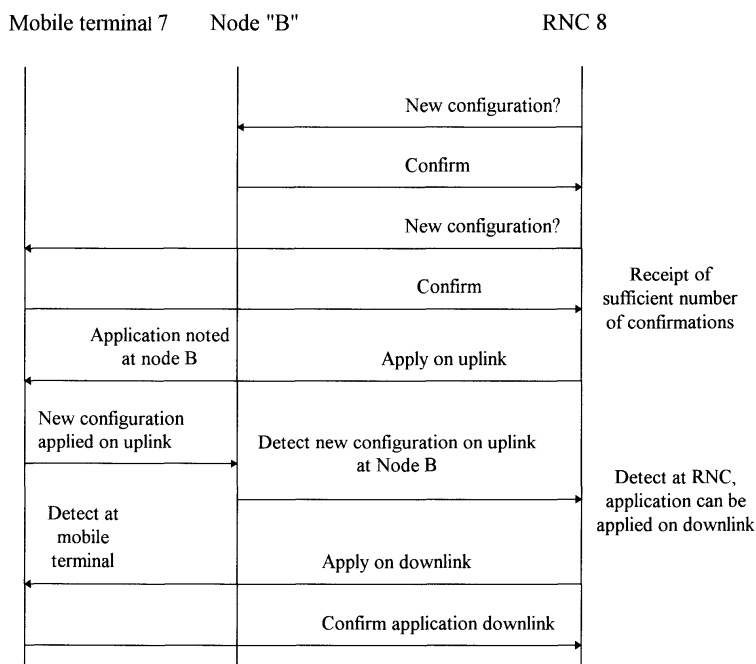 Mobile terminal 7 Node "B" RNC 8
New configuration?
Confirm
New configuration?
Confirm
Receipt of
sufficient number
of confirmations
Application noted
at node B
Apply on uplink
New configuration
applied on uplink
Detect new configuration on uplink
at Node B
Detect at RNC,
application can be
applied on downlink
Detect at
mobile
terminal
Apply on downlink
Confirm application downlink